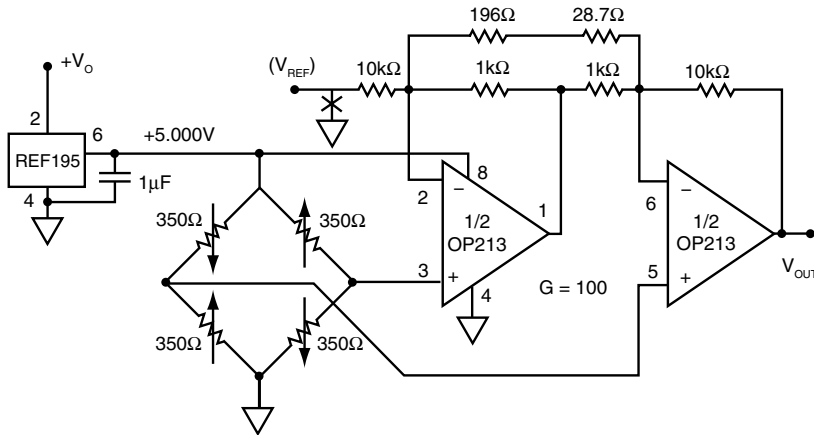 196Ω
28.7Ω
+V_O
(V_REF)
10kΩ
1kΩ
1kΩ
10kΩ
2
6
+5.000V
REF195
4
1µF
8
2
−
1/2
OP213
1
3
+
4
G = 100
−
6
1/2
OP213
5
+
V_OUT
350Ω
350Ω
350Ω
350Ω